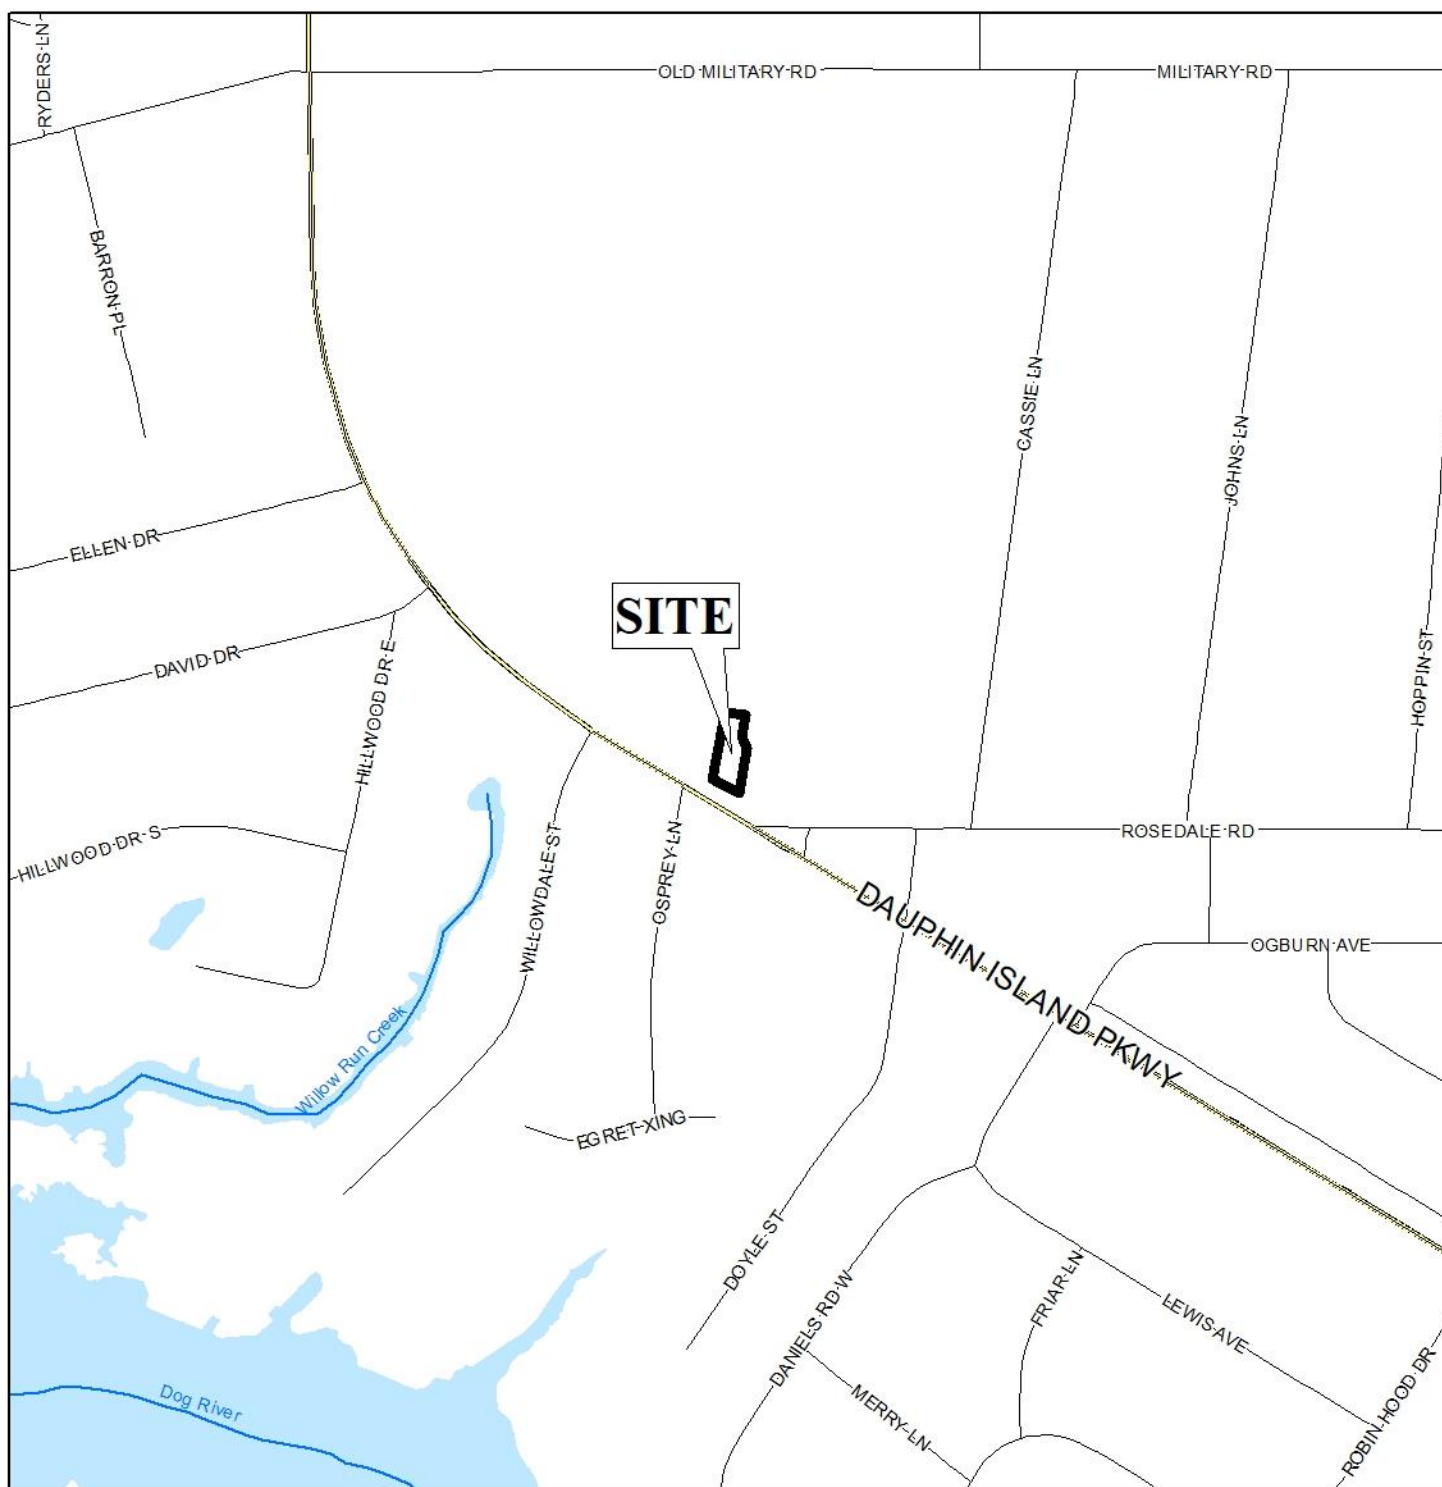 RYDERS LN
OLD MILITARY RD
MILITARY RD
BARRON PL
CASSIE LN
JOHNS LN
ELLEN DR
SITE
DAVID DR
HILLWOOD DR E
HOPPIN ST
HILLWOOD DR S
WILLOWDALE ST
OSPREY LN
ROSEDALE RD
DAUPHIN ISLAND PKWY
OGBURN AVE
Willow Run Creek
EGRET XING
DOYLE ST
DANIELS RD W
FRIAR LN
LEWIS AVE
ROBIN HOOD DR
MERRY LN
Dog River